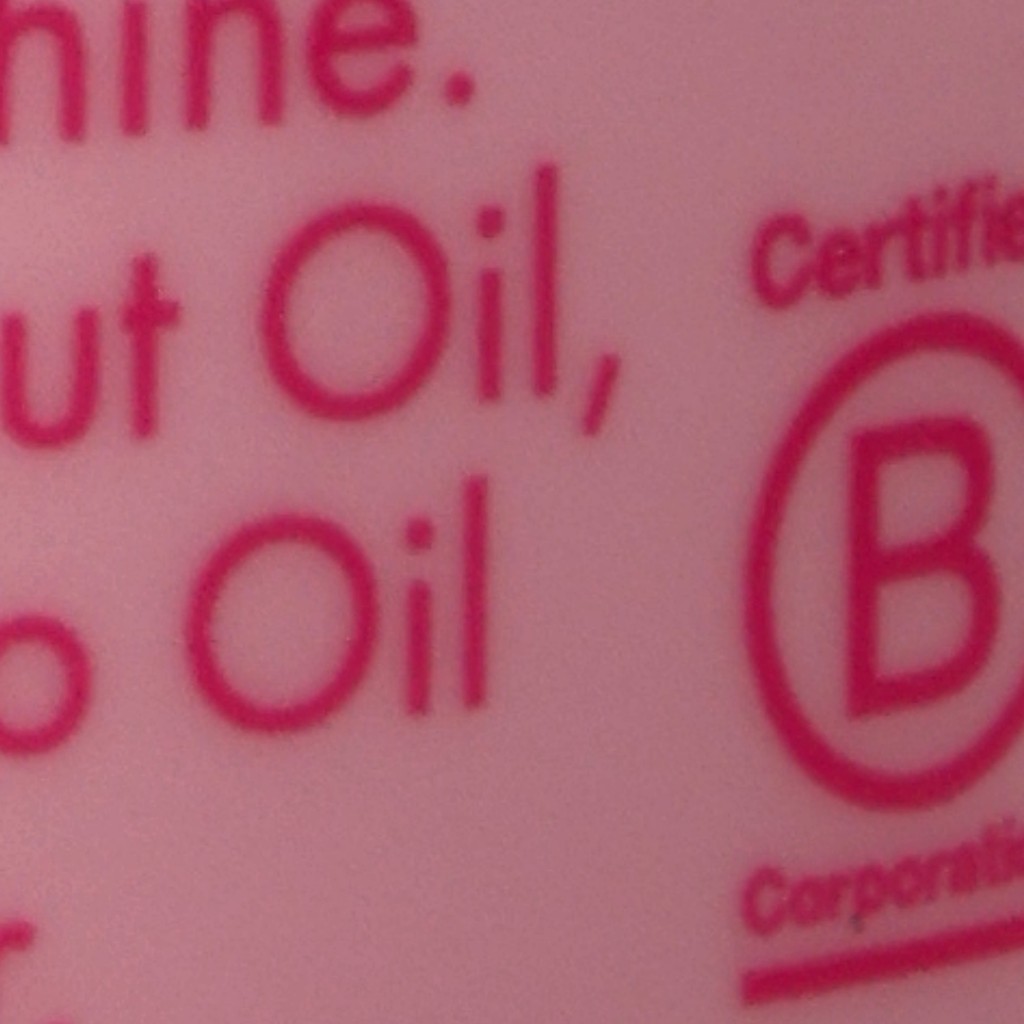 hine.
ut Oil,
o Oil
r
Certifie
B
Corporatio